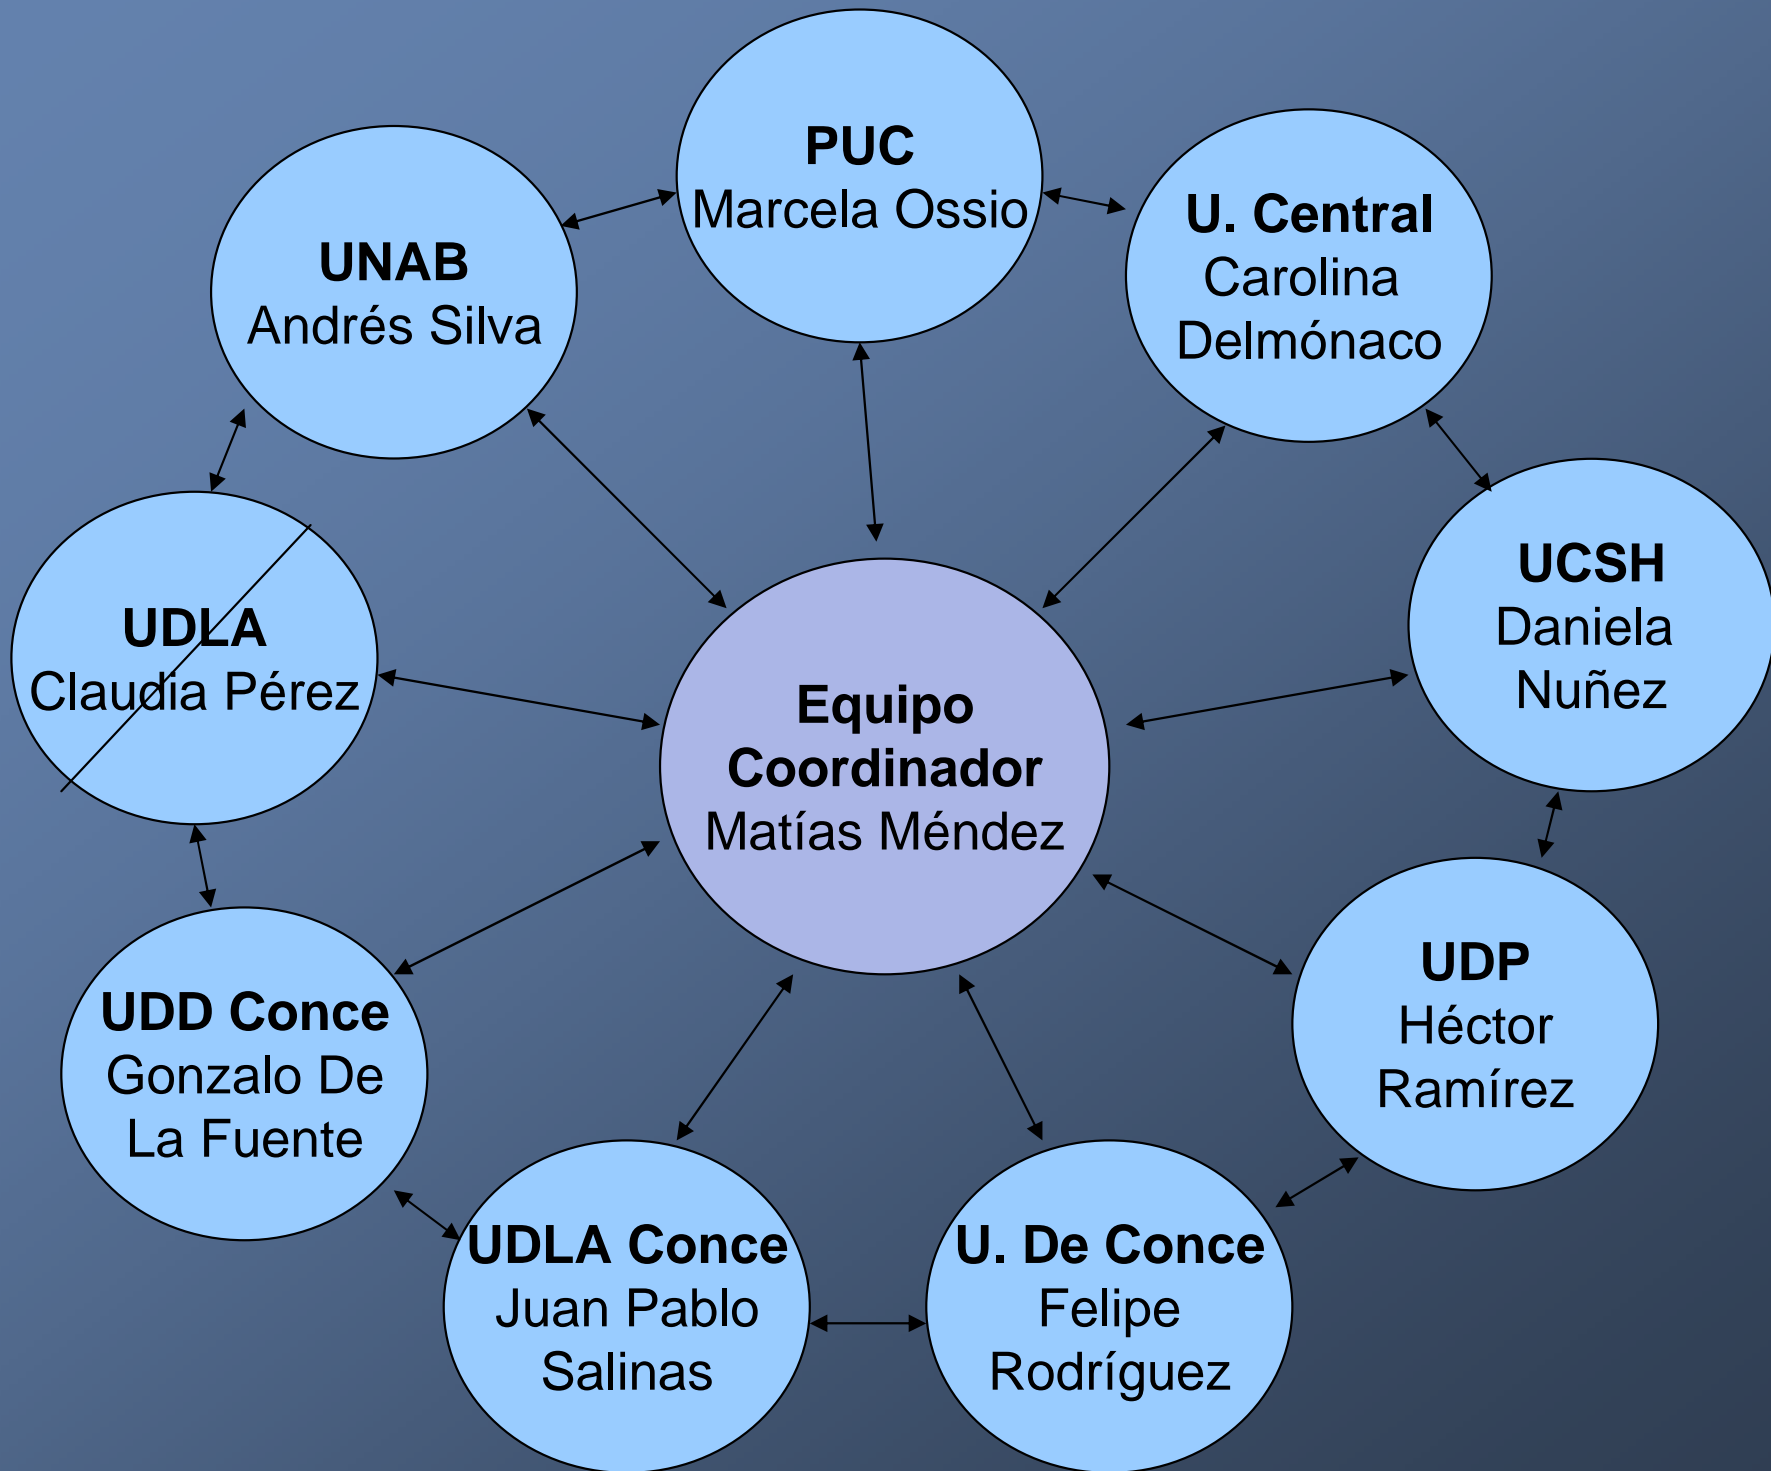 PUC
Marcela Ossio
U. Central
Carolina
Delmónaco
UNAB
Andrés Silva
UCSH
Daniela
Nuñez
UDLA
Claudia Pérez
Equipo
Coordinador
Matías Méndez
UDP
Héctor
Ramírez
UDD Conce
Gonzalo De
La Fuente
UDLA Conce
Juan Pablo
Salinas
U. De Conce
Felipe
Rodríguez